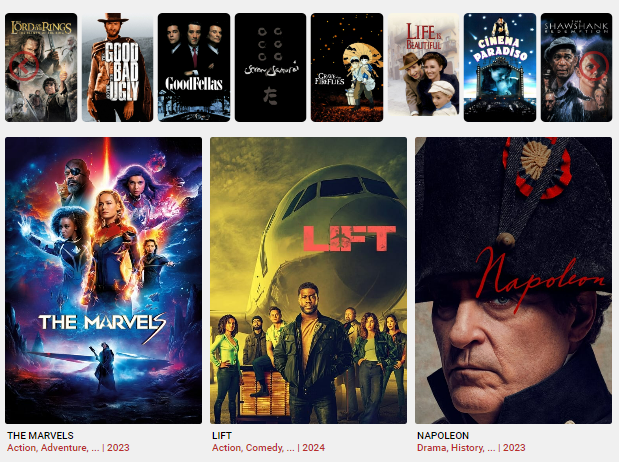 THE LORD OF THE RINGS
THE GOOD
THE BAD
AND THE UGLY
GoodFellas
Seven Samurai
た
GRAVE OF THE
FIREFLIES
LIFE IS
BEAUTIFUL
CINEMA
PARADISO
THE
SHAWSHANK
REDEMPTION
THE MARVELS
LIFT
Napoleon
THE MARVELS
Action, Adventure, ... | 2023
LIFT
Action, Comedy, ... | 2024
NAPOLEON
Drama, History, ... | 2023